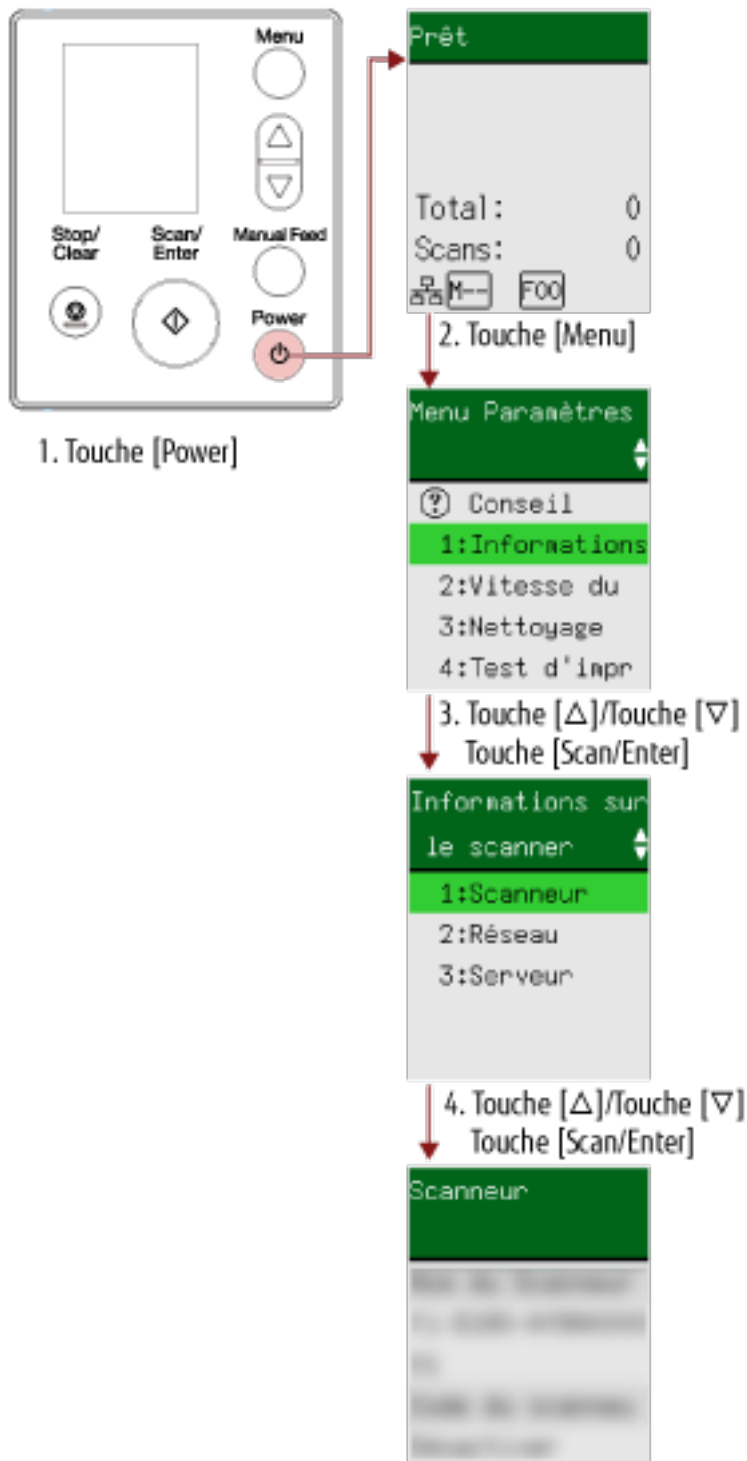 Menu
Stop/
Clear
Scan/
Enter
Manual Feed
Power
1. Touche [Power]
Prêt
Total: 0
Scans: 0
M-- F00
2. Touche [Menu]
Menu Paramètres
? Conseil
1:Informations
2:Vitesse du
3:Nettoyage
4:Test d'impr
3. Touche [△]/Touche [▽]
Touche [Scan/Enter]
Informations sur
le scanner
1:Scanneur
2:Réseau
3:Serveur
4. Touche [△]/Touche [▽]
Touche [Scan/Enter]
Scanneur